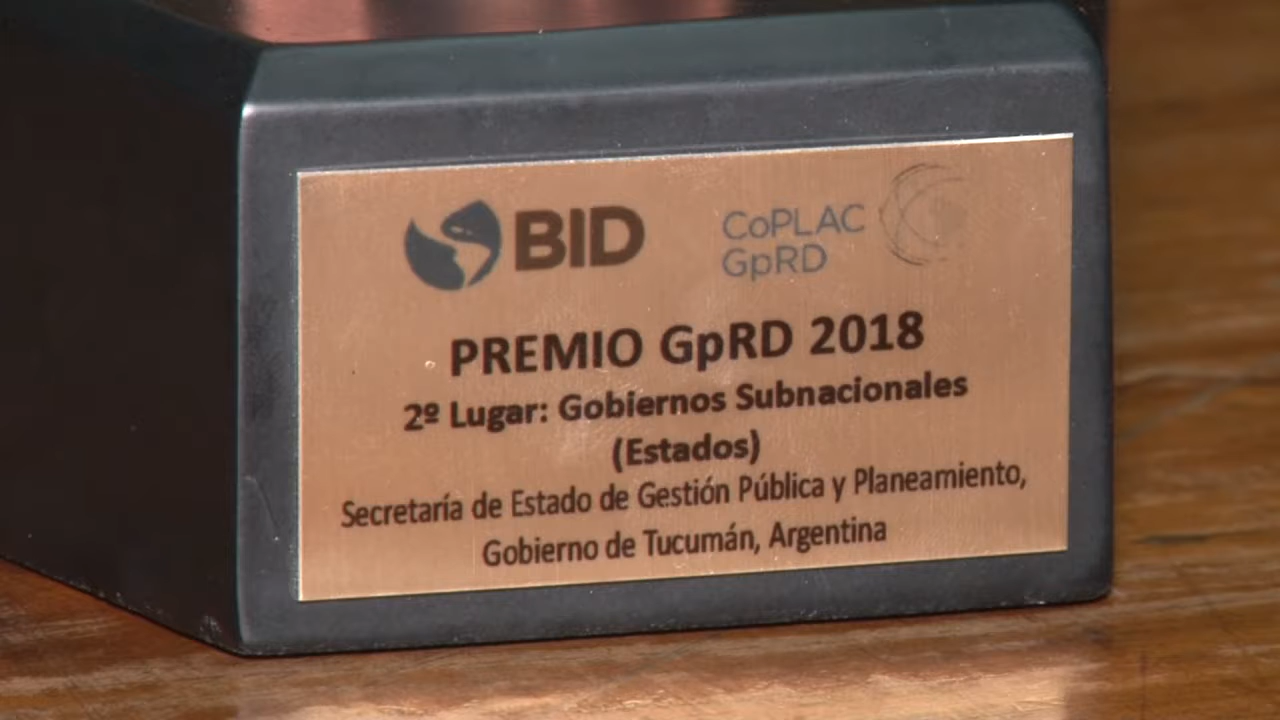 BID
CoPLAC
GpRD
PREMIO GpRD 2018
2º Lugar: Gobiernos Subnacionales
(Estados)
Secretaría de Estado de Gestión Pública y Planeamiento,
Gobierno de Tucumán, Argentina